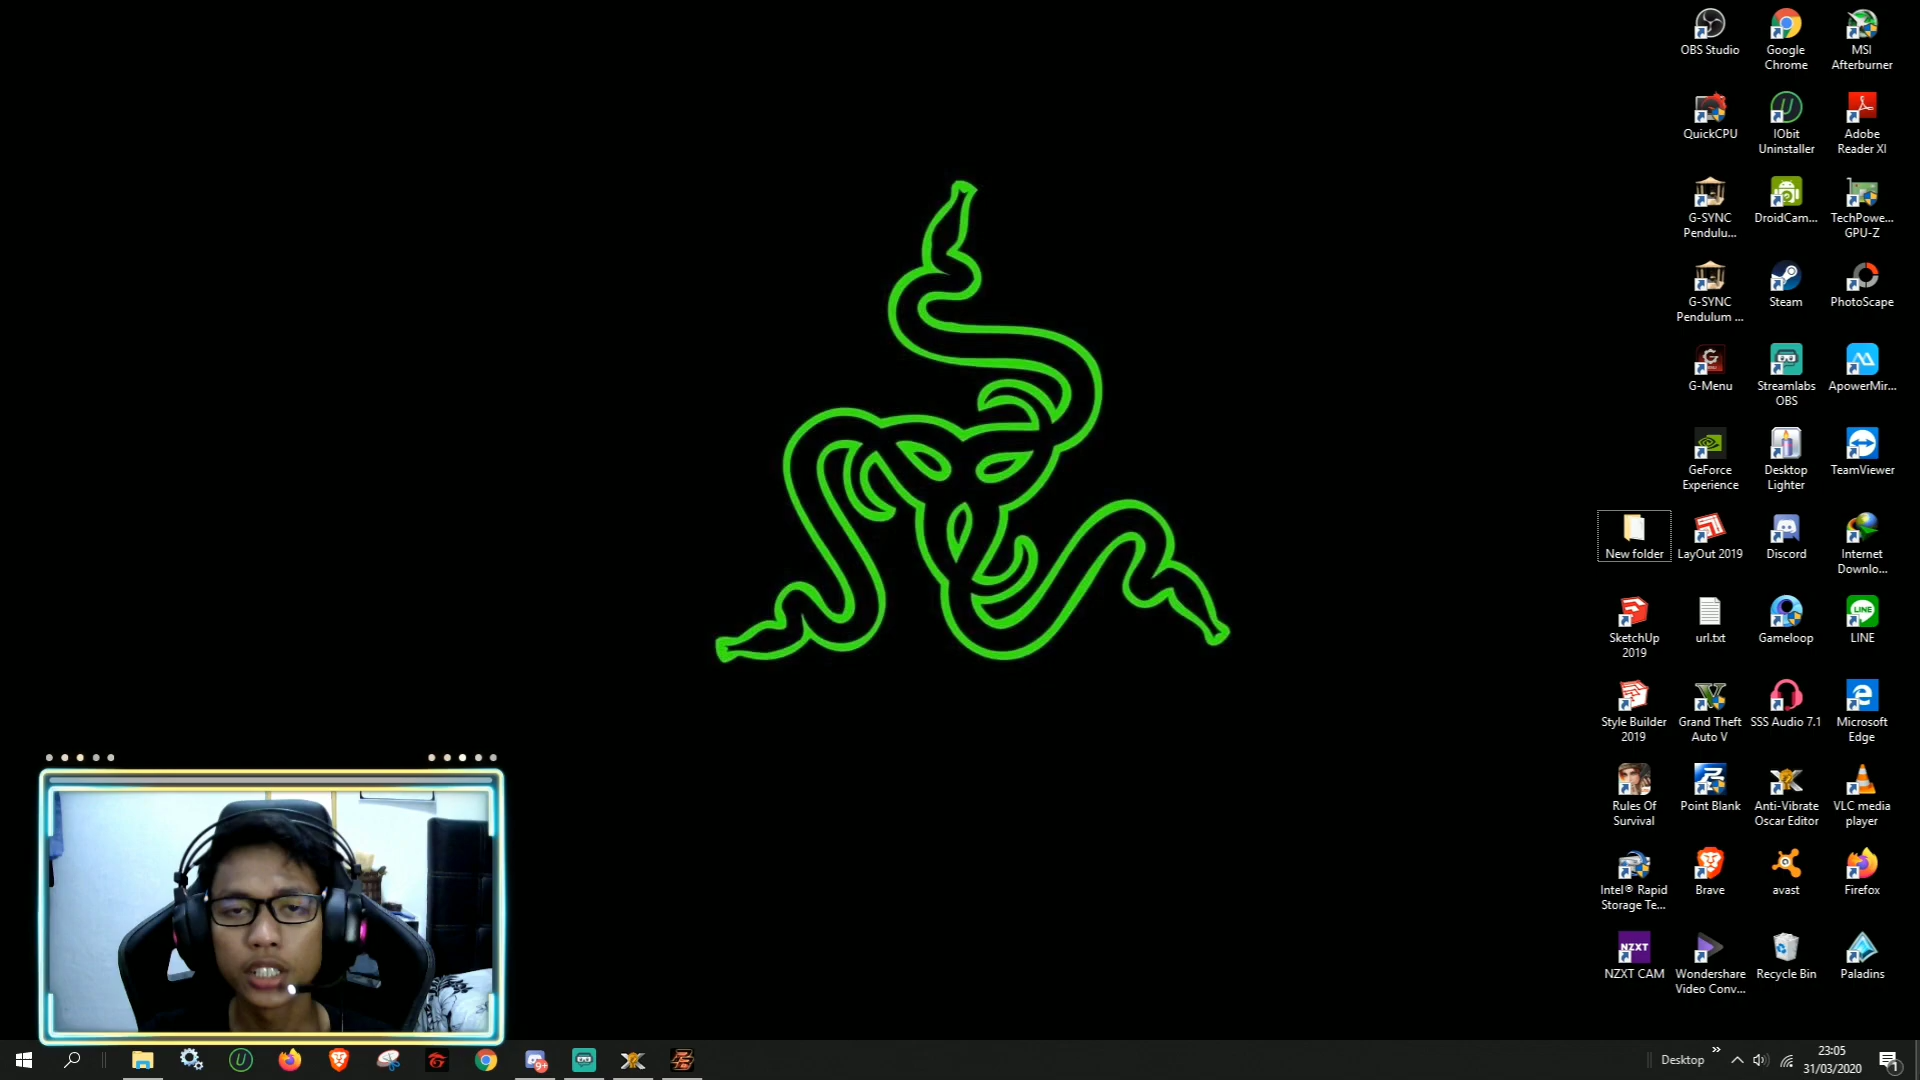 OBS Studio
Google
Chrome
MSI
Afterburner
QuickCPU
IObit
Uninstaller
Adobe
Reader XI
G-SYNC
Pendulu...
DroidCam...
TechPowe...
GPU-Z
G-SYNC
Pendulum ...
Steam
PhotoScape
G-Menu
Streamlabs
OBS
ApowerMir...
GeForce
Experience
Desktop
Lighter
TeamViewer
New folder
LayOut 2019
Discord
Internet
Downlo...
SketchUp
2019
url.txt
Gameloop
LINE
LINE
Style Builder
2019
Grand Theft
Auto V
SSS Audio 7.1
Microsoft
Edge
Rules Of
Survival
Point Blank
Anti-Vibrate
Oscar Editor
VLC media
player
Intel® Rapid
Storage Te...
Brave
avast
Firefox
NZXT
NZXT CAM
Wondershare
Video Conv...
Recycle Bin
Paladins
9+
Desktop
23:05
31/03/2020
1